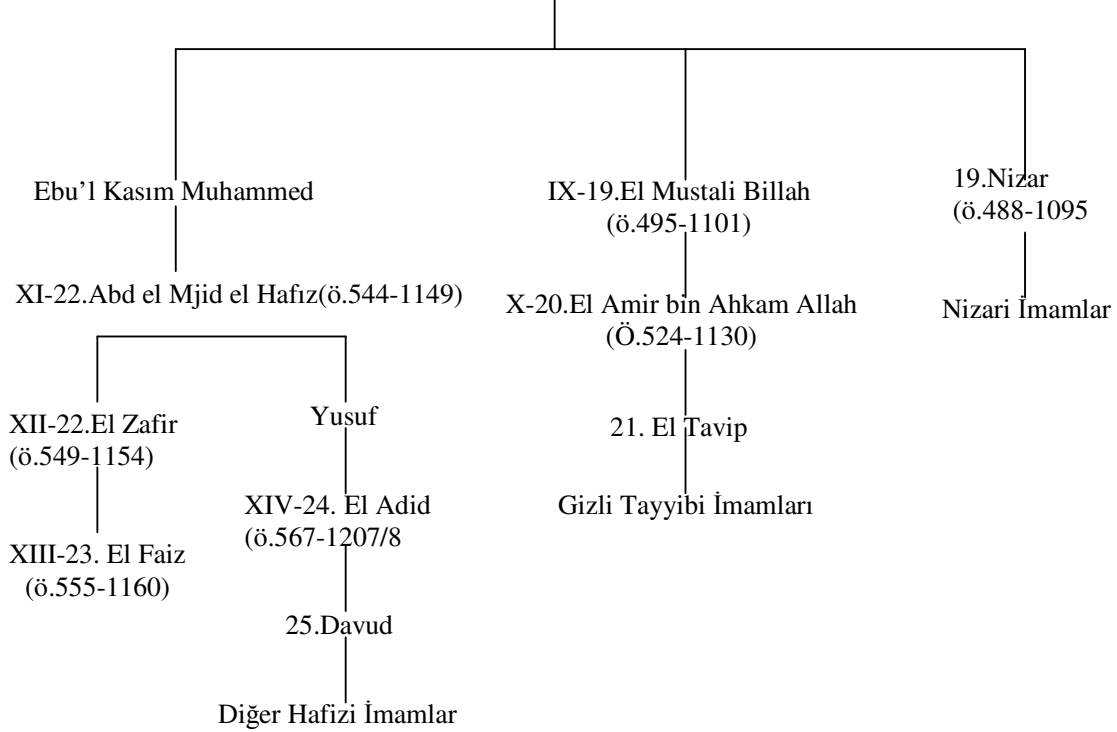 Ebu'l Kasım Muhammed
XI-22.Abd el Mjid el Hafız(ö.544-1149)
XII-22.El Zafir
(ö.549-1154)
XIII-23. El Faiz
(ö.555-1160)
Yusuf
XIV-24. El Adid
(ö.567-1207/8
25.Davud
Diğer Hafizi İmamlar
IX-19.El Mustali Billah
(ö.495-1101)
X-20.El Amir bin Ahkam Allah
(Ö.524-1130)
21. El Tavip
Gizli Tayyibi İmamları
19.Nizar
(ö.488-1095
Nizari İmamlar